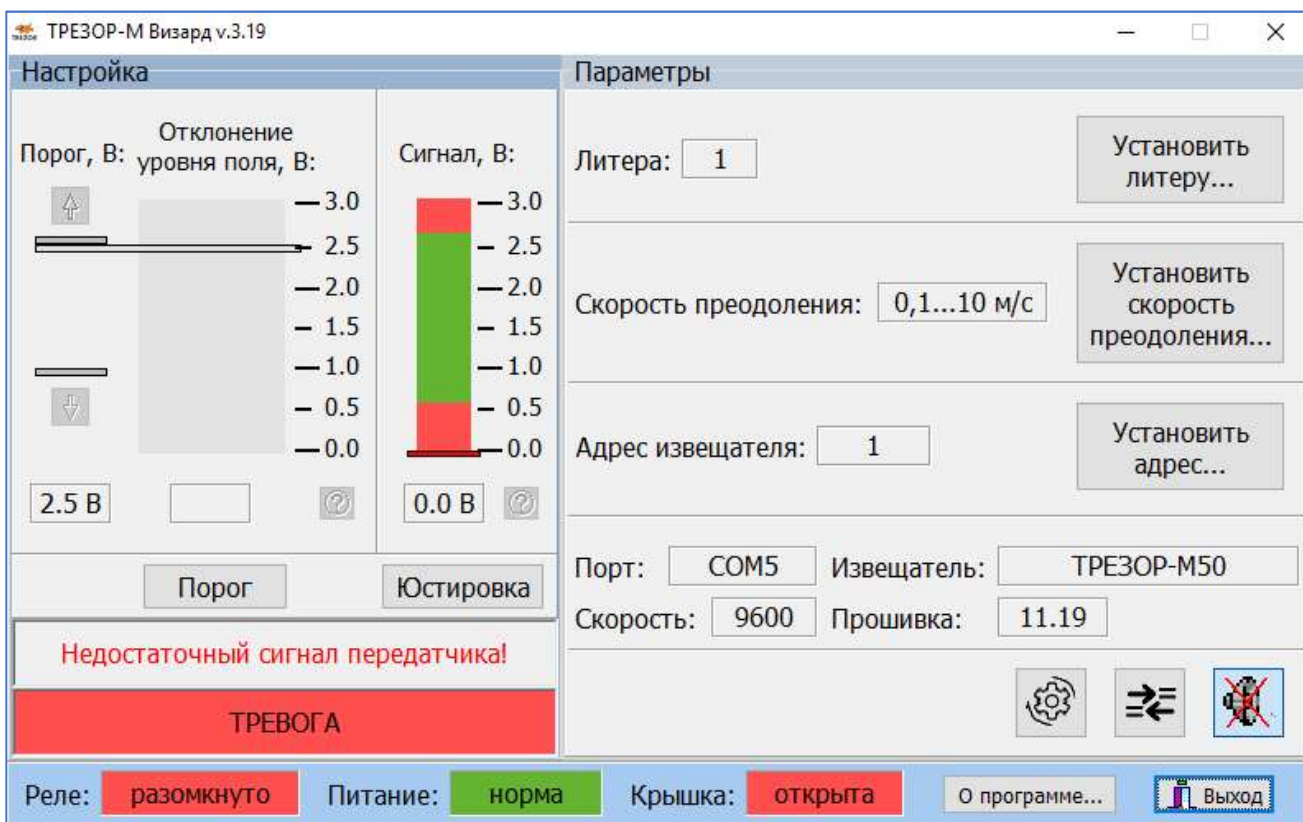 ТРЕЗОР-М Визард v.3.19
Настройка
Порог, В:
Отклонение
уровня поля, В:
3.0
2.5
2.0
1.5
1.0
0.5
0.0
2.5 В
Сигнал, В:
3.0
2.5
2.0
1.5
1.0
0.5
0.0
0.0 В
Порог
Юстировка
Недостаточный сигнал передатчика!
ТРЕВОГА
Параметры
Литера: 1
Установить
литеру...
Скорость преодоления: 0,1...10 м/с
Установить
скорость
преодоления...
Адрес извещателя: 1
Установить
адрес...
Порт: COM5 Извещатель: ТРЕЗОР-М50
Скорость: 9600 Прошивка: 11.19
Реле: разомкнуто Питание: норма Крышка: открыта О программе... Выход